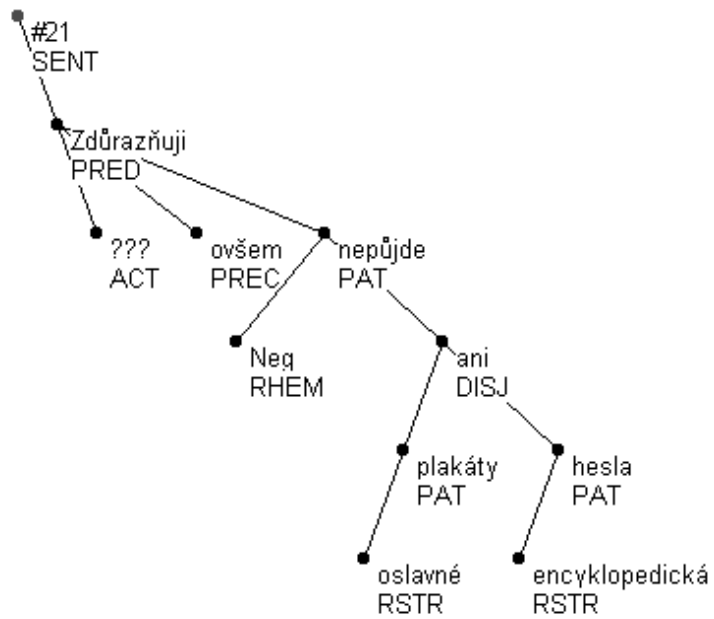 #21
SENT
Zdůrazňuji
PRED
??? ovšem nepůjde
ACT PREC PAT
Neg ani
RHEM DISJ
plakáty hesla
PAT PAT
oslavné encyklopedická
RSTR RSTR